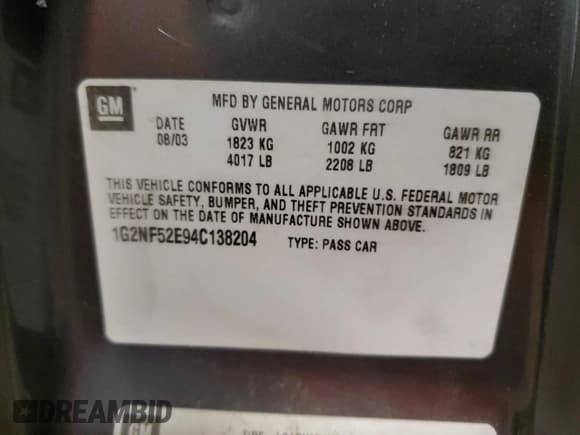 GM
MFD BY GENERAL MOTORS CORP
DATE GVWR GAWR FRT GAWR RR
08/03 1823 KG 1002 KG 821 KG
4017 LB 2208 LB 1809 LB
THIS VEHICLE CONFORMS TO ALL APPLICABLE U.S. FEDERAL MOTOR
VEHICLE SAFETY, BUMPER, AND THEFT PREVENTION STANDARDS IN
EFFECT ON THE DATE OF MANUFACTURE SHOWN ABOVE.
1G2NF52E94C138204 TYPE: PASS CAR
DREAMBID
GM